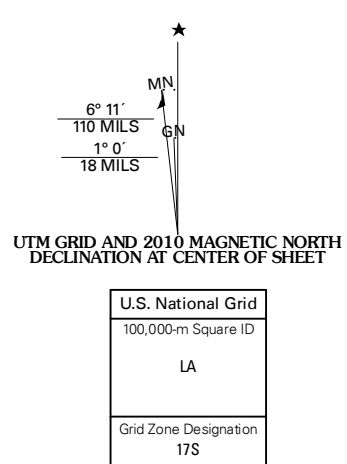 ★
M.N.
6° 11´
110 MILS
GN
1° 0´
18 MILS
UTM GRID AND 2010 MAGNETIC NORTH
DECLINATION AT CENTER OF SHEET
U.S. National Grid
100,000-m Square ID
LA
Grid Zone Designation
17S